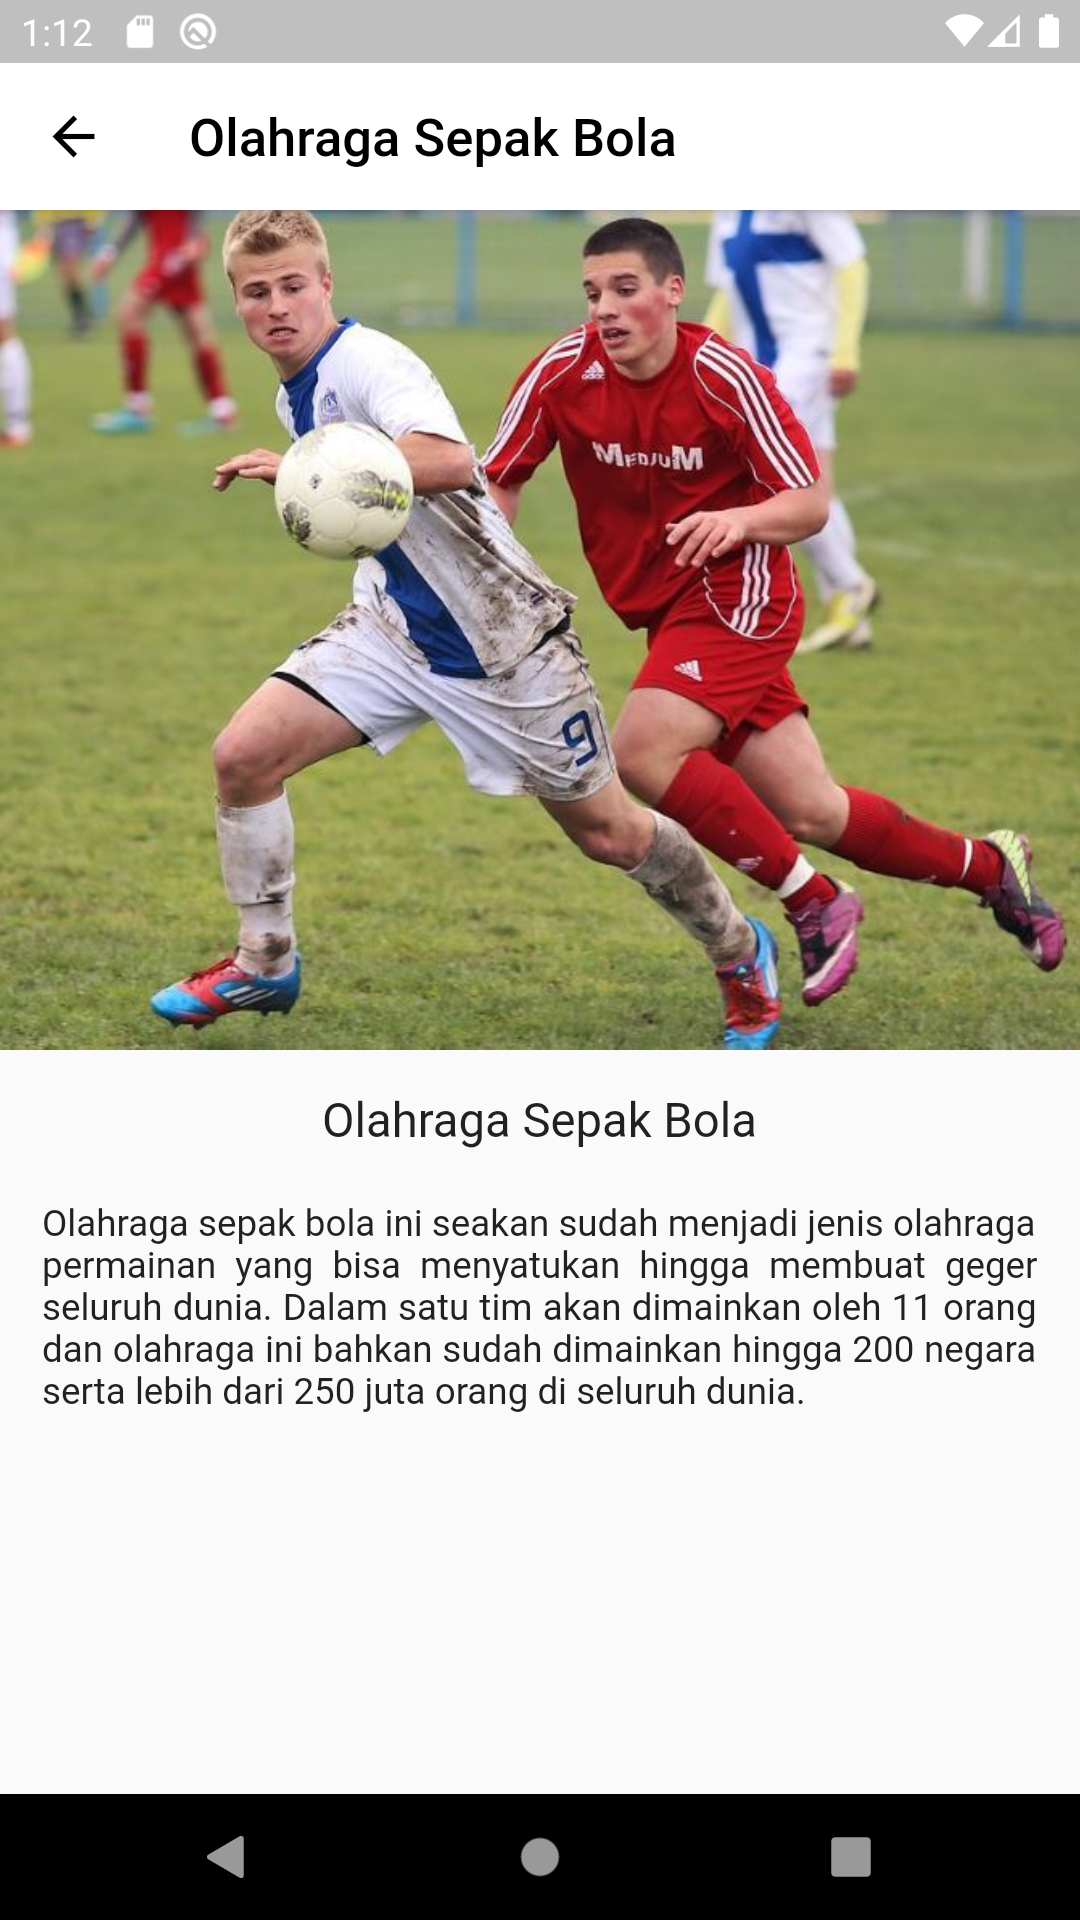 1:12
Olahraga Sepak Bola
adidas
MEDIUM
9
Olahraga Sepak Bola
Olahraga sepak bola ini seakan sudah menjadi jenis olahraga
permainan yang bisa menyatukan hingga membuat geger
seluruh dunia. Dalam satu tim akan dimainkan oleh 11 orang
dan olahraga ini bahkan sudah dimainkan hingga 200 negara
serta lebih dari 250 juta orang di seluruh dunia.